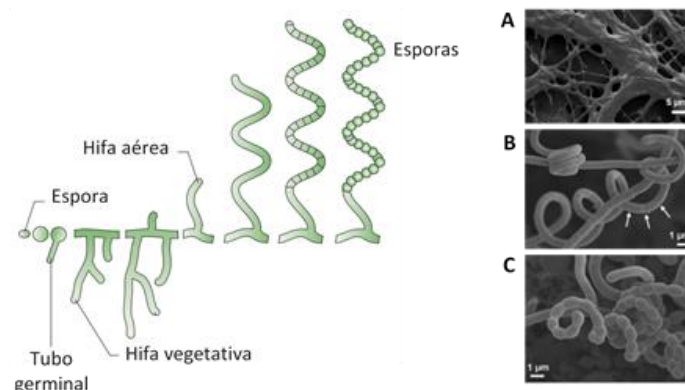 Esporas
Hifa aérea
Espora
Tubo
germinal
Hifa vegetativa
A
5 µm
B
1 µm
C
1 µm